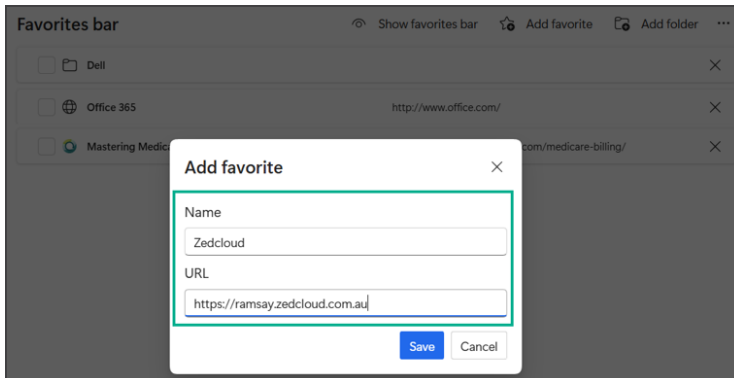 Favorites bar
Show favorites bar Add favorite Add folder ...
Dell
Office 365 http://www.office.com/
Mastering Medic com/medicare-billing/
Add favorite
Name
Zedcloud
URL
https://ramsay.zedcloud.com.au
Save Cancel